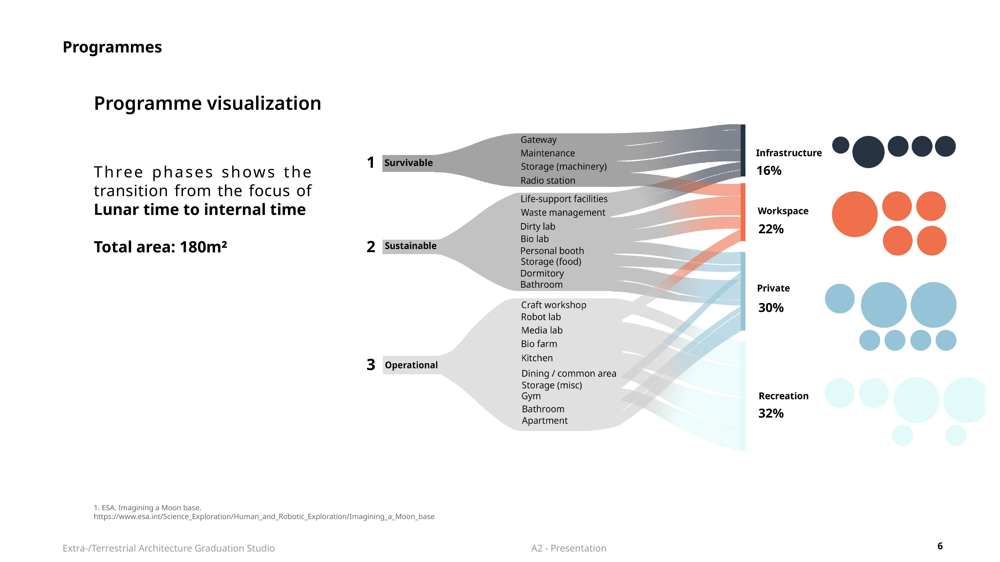 Programmes
Programme visualization
Three phases shows the
transition from the focus of
Lunar time to internal time
Total area: 180m²
1
Survivable
Gateway
Maintenance
Storage (machinery)
Radio station
2
Sustainable
Life-support facilities
Waste management
Dirty lab
Bio lab
Personal booth
Storage (food)
Dormitory
Bathroom
3
Operational
Craft workshop
Robot lab
Media lab
Bio farm
Kitchen
Dining / common area
Storage (misc)
Gym
Bathroom
Apartment
Infrastructure
16%
Workspace
22%
Private
30%
Recreation
32%
1. ESA. Imagining a Moon base.
https://www.esa.int/Science_Exploration/Human_and_Robotic_Exploration/Imagining_a_Moon_base
Extra-/Terrestrial Architecture Graduation Studio
A2 - Presentation
6